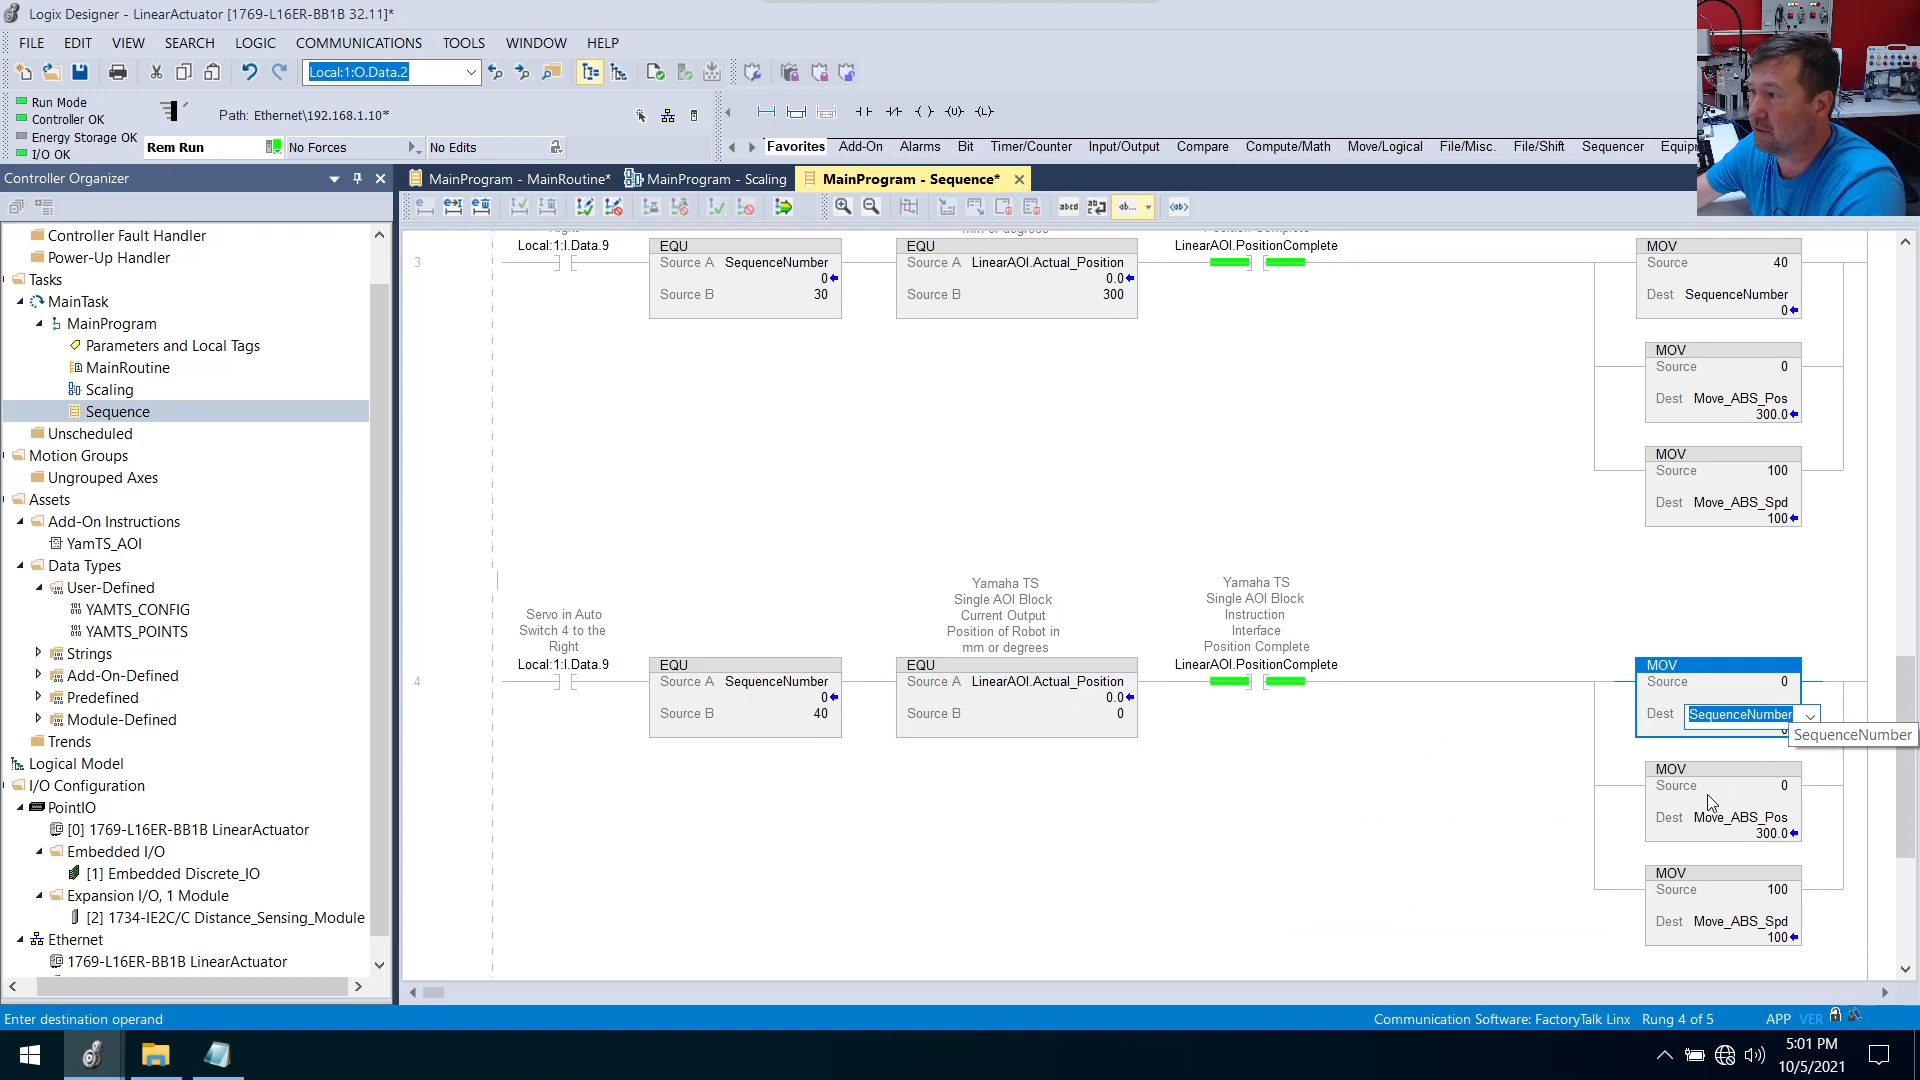 Logix Designer - LinearActuator [1769-L16ER-BB1B 32.11]*
FILE EDIT VIEW SEARCH LOGIC COMMUNICATIONS TOOLS WINDOW HELP
Local:1:O.Data.2
Run Mode
Controller OK
Energy Storage OK
I/O OK
Path: Ethernet\192.168.1.10*
Rem Run
No Forces
No Edits
Favorites Add-On Alarms Bit Timer/Counter Input/Output Compare Compute/Math Move/Logical File/Misc. File/Shift Sequencer Equip
Controller Organizer
MainProgram - MainRoutine* MainProgram - Scaling MainProgram - Sequence*
Controller Fault Handler
Power-Up Handler
Tasks
MainTask
MainProgram
Parameters and Local Tags
MainRoutine
Scaling
Sequence
Unscheduled
Motion Groups
Ungrouped Axes
Assets
Add-On Instructions
YamTS_AOI
Data Types
User-Defined
YAMTS_CONFIG
YAMTS_POINTS
Strings
Add-On-Defined
Predefined
Module-Defined
Trends
Logical Model
I/O Configuration
PointIO
[0] 1769-L16ER-BB1B LinearActuator
Embedded I/O
[1] Embedded Discrete_IO
Expansion I/O, 1 Module
[2] 1734-IE2C/C Distance_Sensing_Module
Ethernet
1769-L16ER-BB1B LinearActuator
3
Right
Local:1:I.Data.9
EQU
Source A SequenceNumber
0
Source B 30
mm or degrees
EQU
Source A LinearAOI.Actual_Position
0.0
Source B 300
Position Complete
LinearAOI.PositionComplete
MOV
Source 40
Dest SequenceNumber
0
MOV
Source 0
Dest Move_ABS_Pos
300.0
MOV
Source 100
Dest Move_ABS_Spd
100
4
Servo in Auto
Switch 4 to the
Right
Local:1:I.Data.9
EQU
Source A SequenceNumber
0
Source B 40
Yamaha TS
Single AOI Block
Current Output
Position of Robot in
mm or degrees
EQU
Source A LinearAOI.Actual_Position
0.0
Source B 0
Yamaha TS
Single AOI Block
Instruction
Interface
Position Complete
LinearAOI.PositionComplete
MOV
Source 0
Dest SequenceNumber
0
SequenceNumber
MOV
Source 0
Dest Move_ABS_Pos
300.0
MOV
Source 100
Dest Move_ABS_Spd
100
Enter destination operand
Communication Software: FactoryTalk Linx Rung 4 of 5 APP VER
5:01 PM
10/5/2021